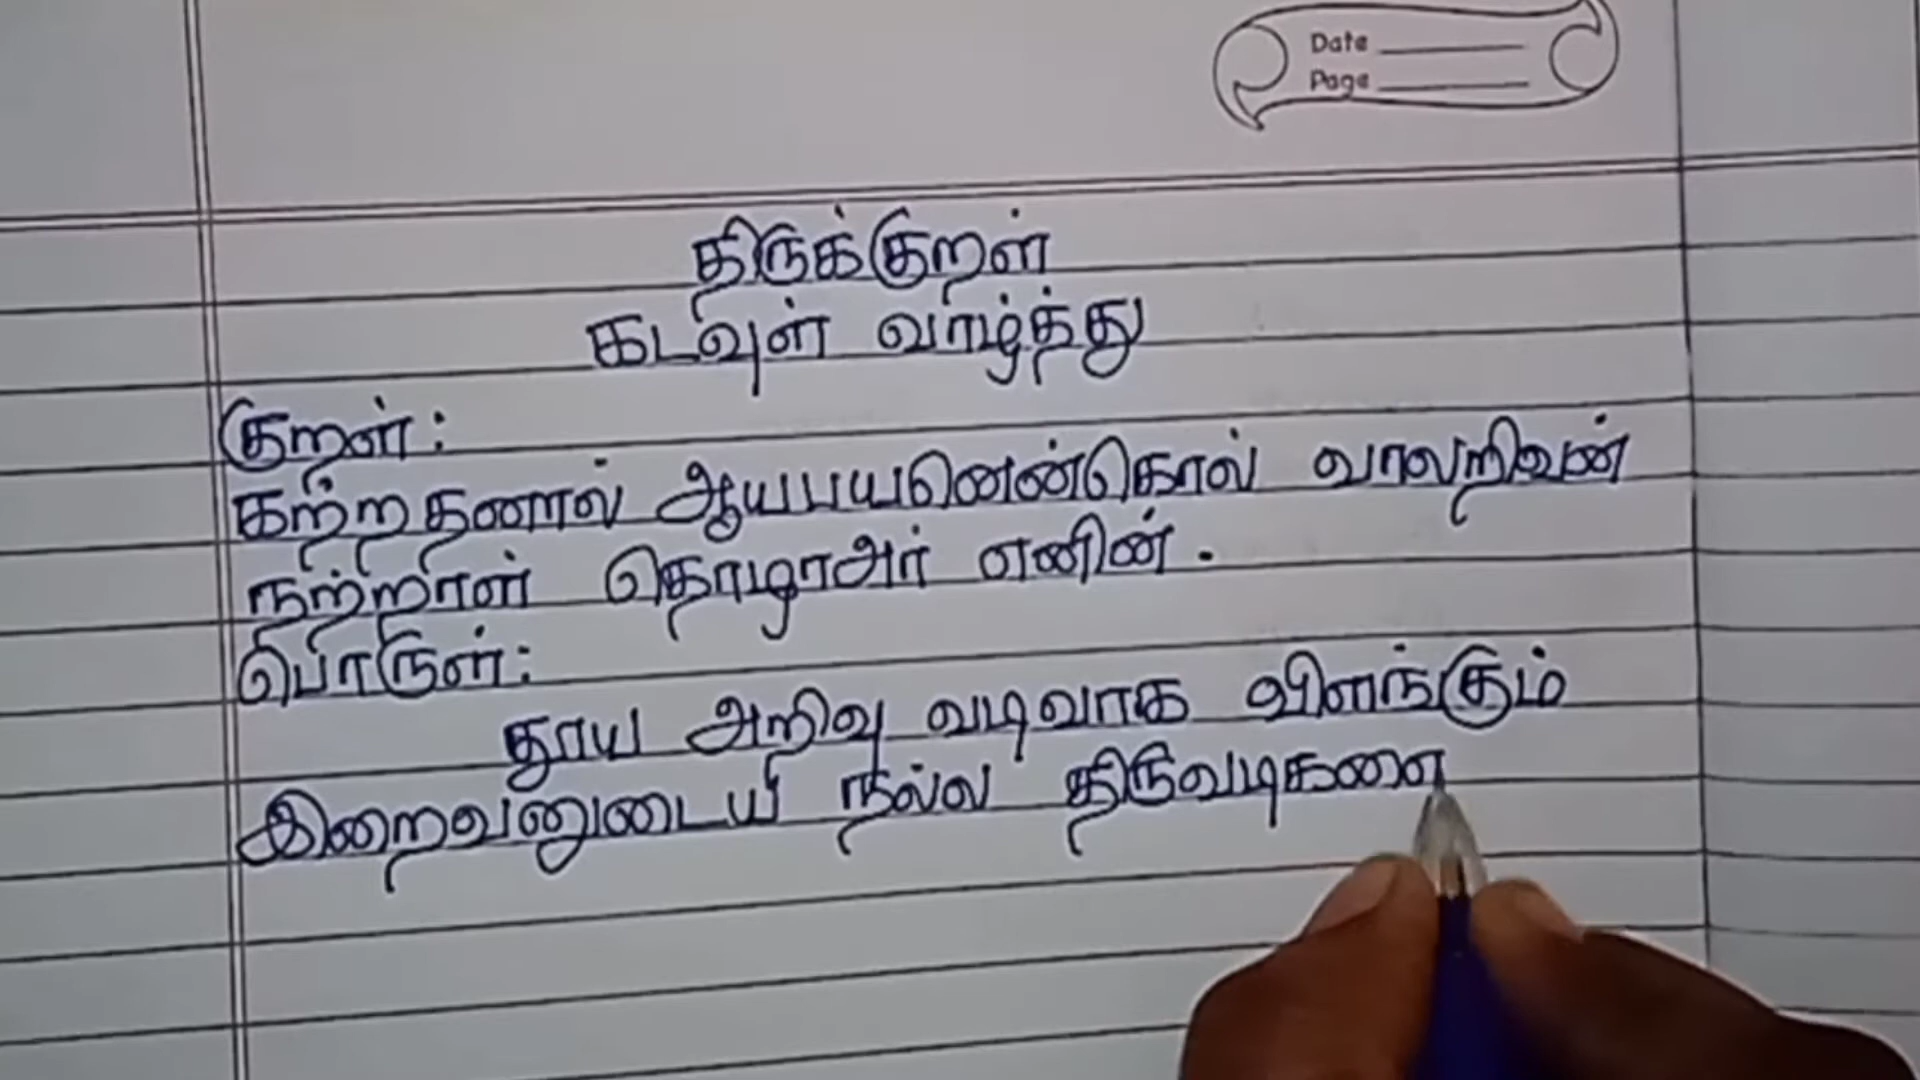 Date
Page
திருக்குறள்
கடவுள் வாழ்த்து
குறள்:
கற்றதனால் ஆயபயனென்கொல் வாலறிவன்
நற்றாள் தொழாஅர் எனின்.
பொருள்:
தூய அறிவு வடிவாக விளங்கும்
இறைவனுடைய நல்ல திருவடிகளை